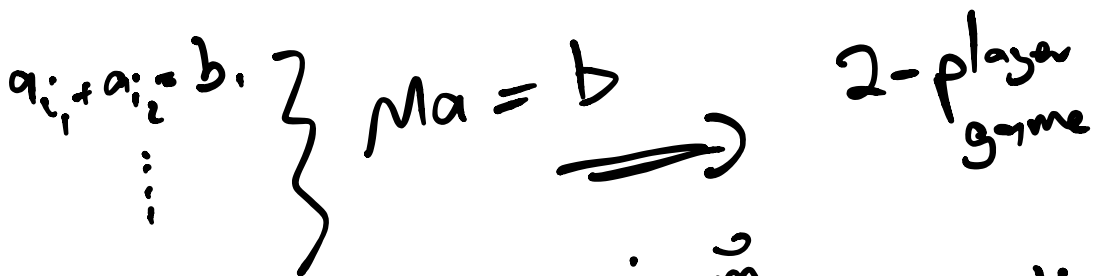 a_{i_1} + a_{i_2} = b_1 } Ma = b ⟹ 2-player game
⋮